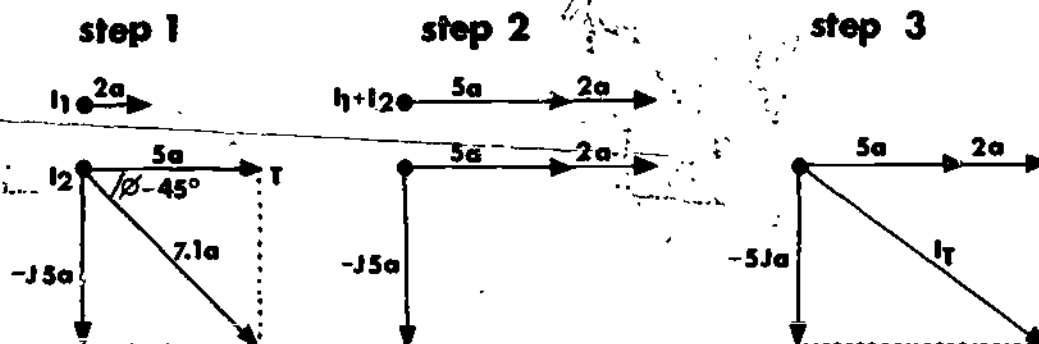 step 1 step 2 step 3
I1 2a I1+I2 5a 2a
5a 5a 2a 5a 2a
I2 Ø-45° T
7.1a
-J5a -J5a -5Ja IT